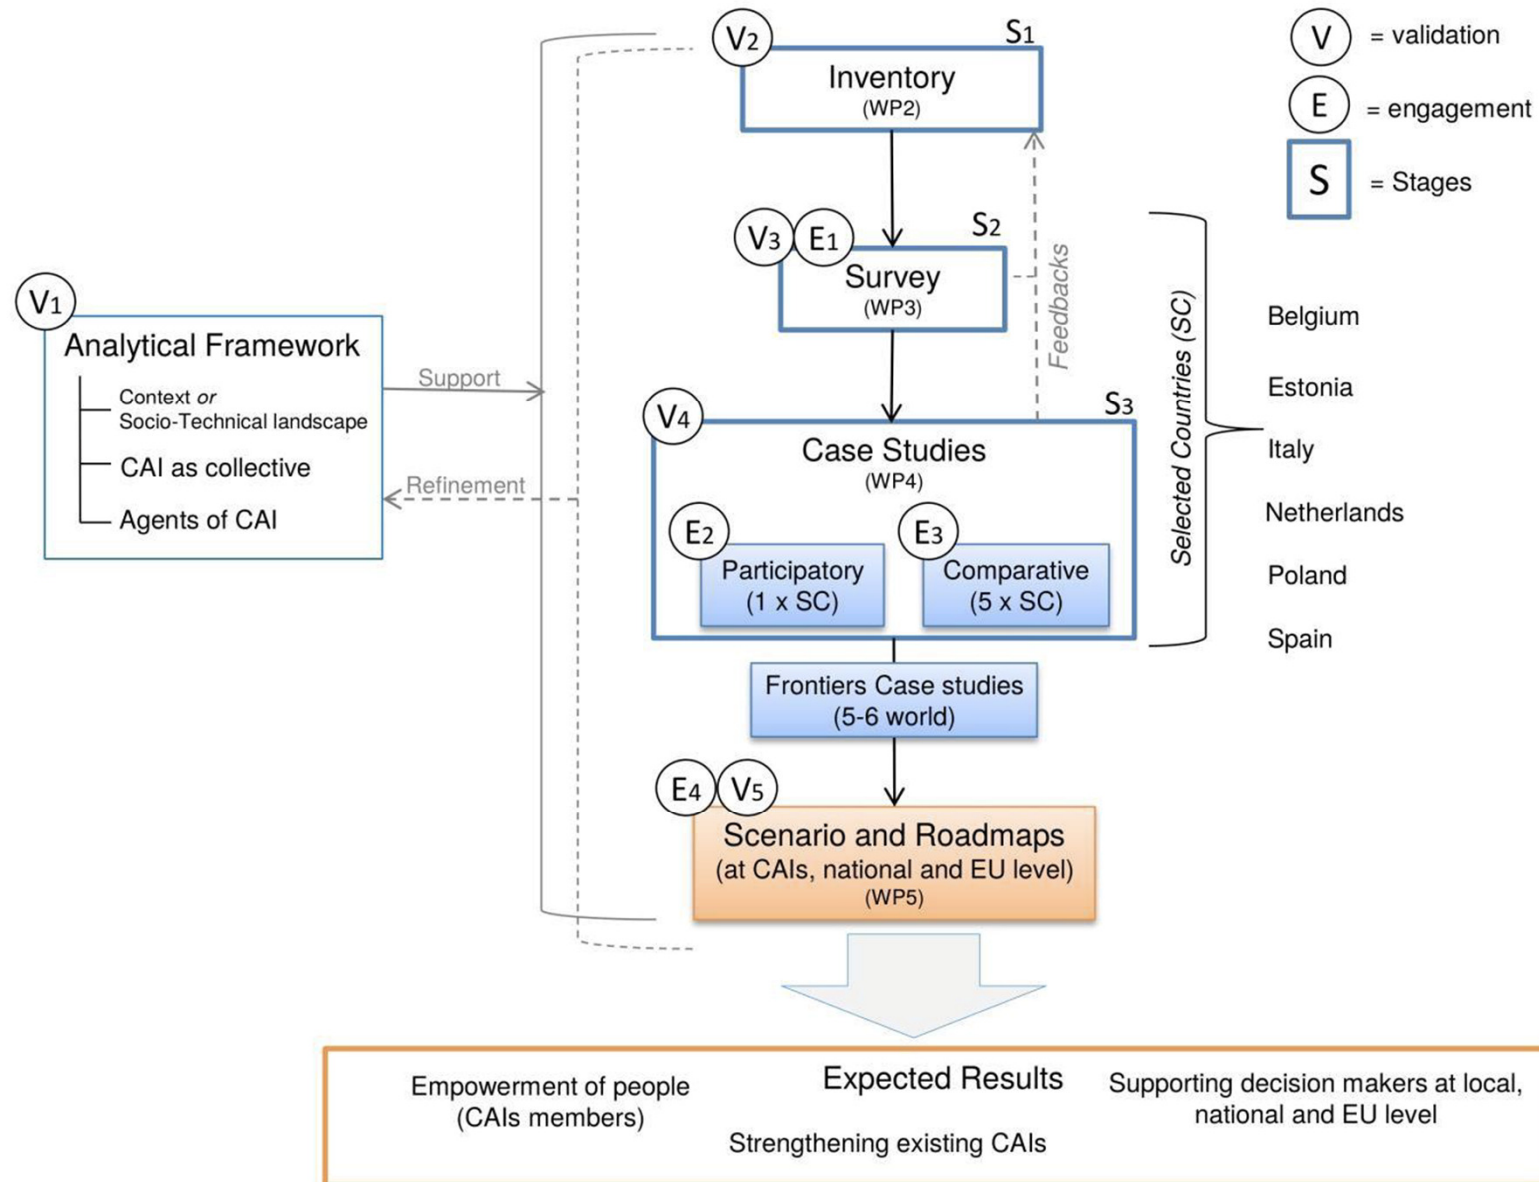 V2
S1
Inventory
(WP2)
V = validation
E = engagement
S = Stages
V3 E1
S2
Survey
(WP3)
Feedbacks
V1
Analytical Framework
Context or
Socio-Technical landscape
CAI as collective
Agents of CAI
Support
Refinement
V4
S3
Case Studies
(WP4)
E2
Participatory
(1 x SC)
E3
Comparative
(5 x SC)
Selected Countries (SC)
Belgium
Estonia
Italy
Netherlands
Poland
Spain
Frontiers Case studies
(5-6 world)
E4 V5
Scenario and Roadmaps
(at CAIs, national and EU level)
(WP5)
Expected Results
Empowerment of people
(CAIs members)
Strengthening existing CAIs
Supporting decision makers at local,
national and EU level